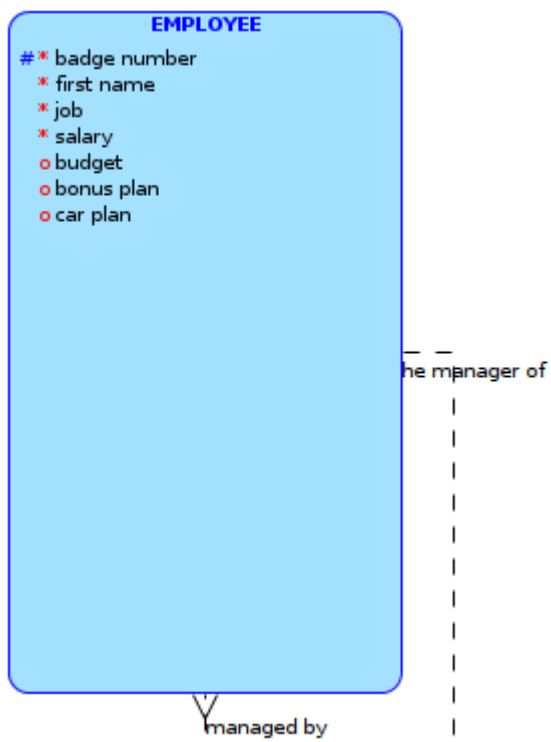 EMPLOYEE
#* badge number
* first name
* job
* salary
o budget
o bonus plan
o car plan
he manager of
managed by